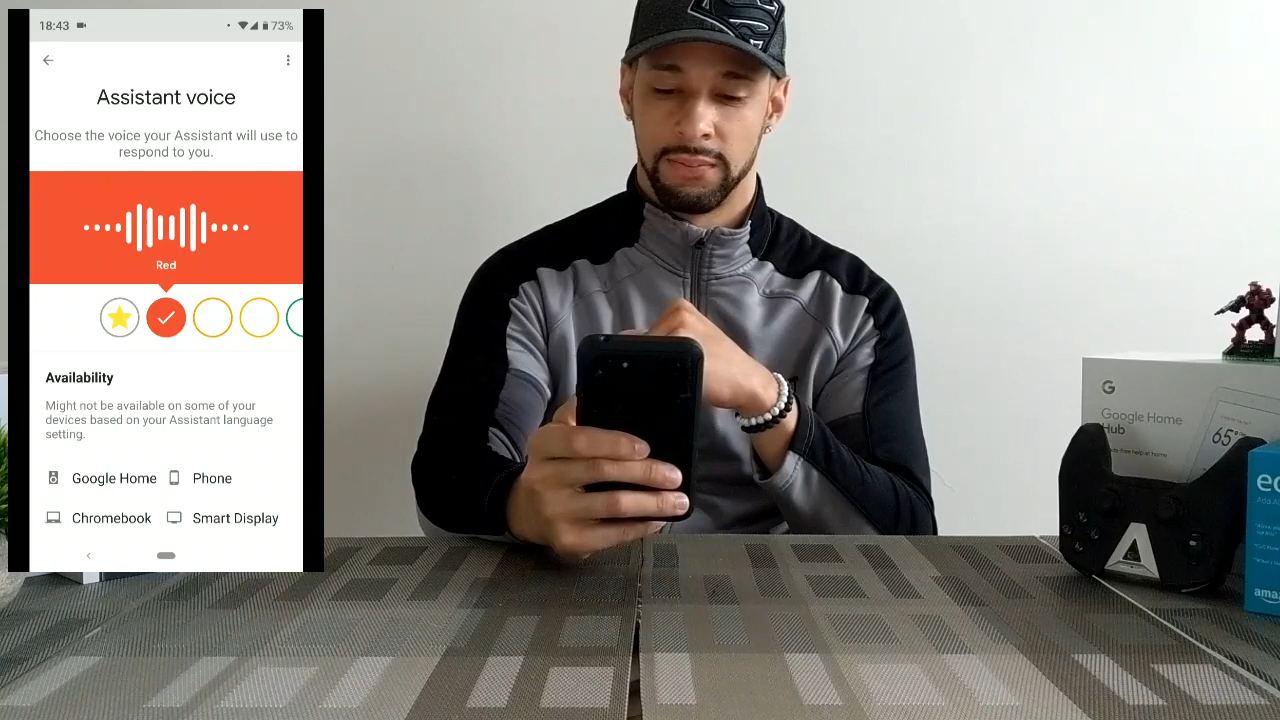 18:43
73%
Assistant voice
Choose the voice your Assistant will use to
respond to you.
Red
Availability
Might not be available on some of your
devices based on your Assistant language
setting.
Google Home
Phone
Chromebook
Smart Display
G
Google Home
Hub
65°
A
amaz